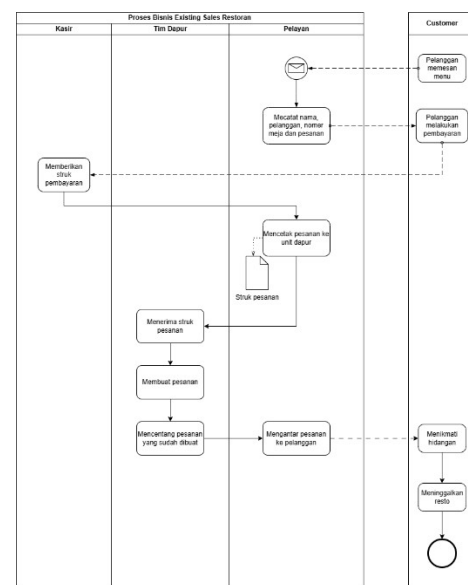 Proses Bisnis Existing Sales Restoran
Kasir
Tim Dapur
Pelayan
Customer
Pelanggan
memesan
menu
Mecatat nama,
pelanggan, nomor
meja dan pesanan
Pelanggan
melakukan
pembayaran
Memberikan
struk
pembayaran
Mencetak pesanan ke
unit dapur
Struk pesanan
Menerima struk
pesanan
Membuat pesanan
Mencentang pesanan
yang sudah dibuat
Mengantar pesanan
ke pelanggan
Menikmati
hidangan
Meninggalkan
resto